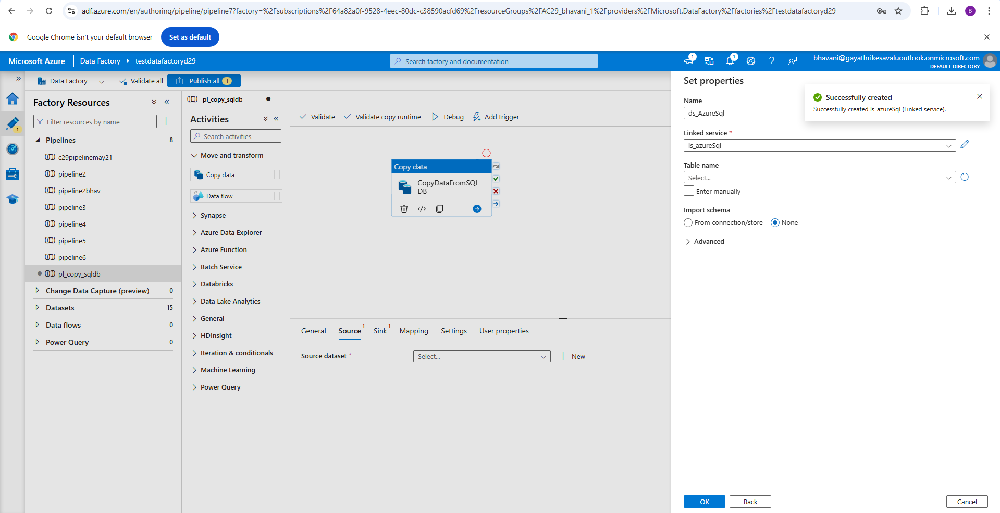 adf.azure.com/en/authoring/pipeline/pipeline7?factory=%2Fsubscriptions%2F64a82a0f-9528-4eec-80dc-c38590acfd69%2FresourceGroups%2FAC29_bhavani_1%2Fproviders%2FMicrosoft.DataFactory%2Ffactories%2Ftestdatafactoryd29
B
Google Chrome isn't your default browser
Set as default
Microsoft Azure
Data Factory
testdatafactoryd29
Search factory and documentation
1
1
bhavani@gayathrikesavaluoutlook.onmicrosoft.com
DEFAULT DIRECTORY
Data Factory
Validate all
Publish all 1
1
Factory Resources
Filter resources by name
Pipelines 8
c29pipelinemay21
pipeline2
pipeline2bhav
pipeline3
pipeline4
pipeline5
pipeline6
pl_copy_sqldb
Change Data Capture (preview) 0
Datasets 15
Data flows 0
Power Query 0
pl_copy_sqldb
Activities
Search activities
Move and transform
Copy data
Data flow
Synapse
Azure Data Explorer
Azure Function
Batch Service
Databricks
Data Lake Analytics
General
HDInsight
Iteration & conditionals
Machine Learning
Power Query
Validate
Validate copy runtime
Debug
Add trigger
Copy data
CopyDataFromSQL
DB
General
Source 1
Sink 1
Mapping
Settings
User properties
Source dataset *
Select...
New
Set properties
Name
ds_AzureSql
Successfully created
Successfully created ls_azureSql (Linked service).
Linked service *
ls_azureSql
Table name
Select...
Enter manually
Import schema
From connection/store
None
Advanced
OK
Back
Cancel